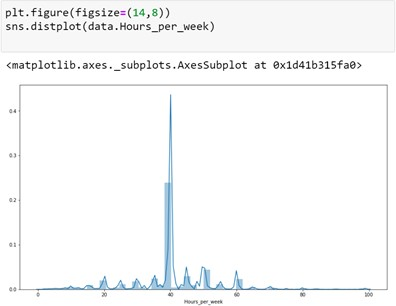 plt.figure(figsize=(14,8))
sns.distplot(data.Hours_per_week)
<matplotlib.axes._subplots.AxesSubplot at 0x1d41b315fa0>
0.4
0.3
0.2
0.1
0.0
0 20 40 60 80 100
Hours_per_week